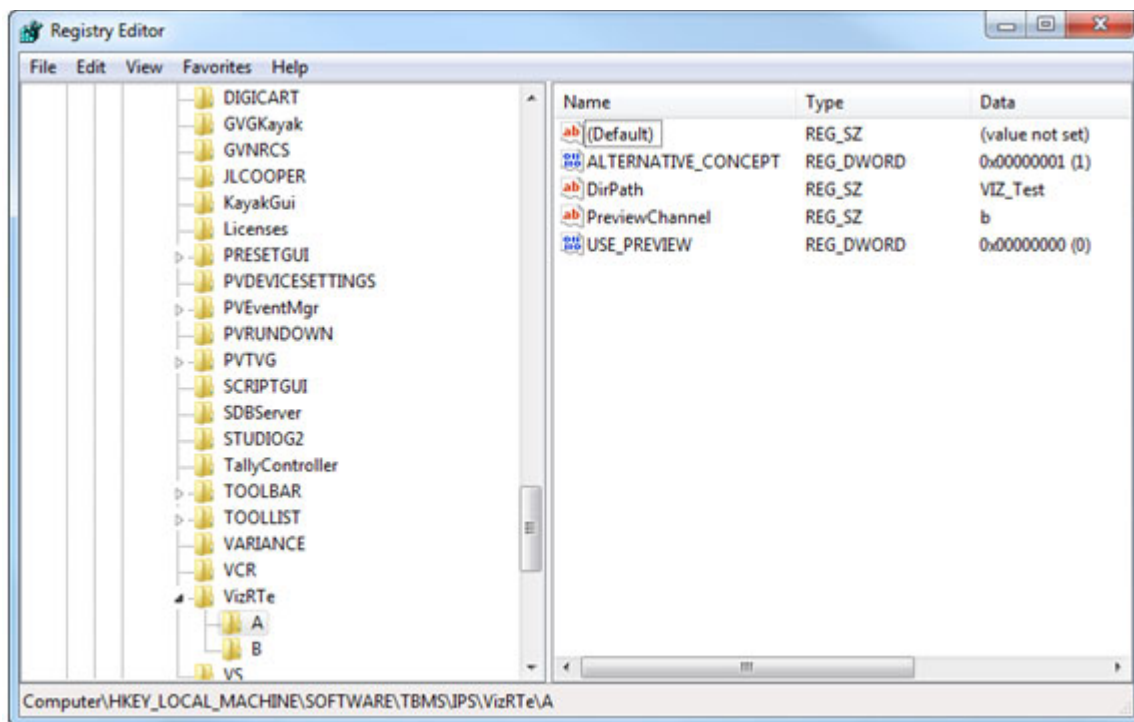 Registry Editor
File Edit View Favorites Help
DIGICART
GVGKayak
GVNRCS
JLCOOPER
KayakGui
Licenses
PRESETGUI
PVDEVICESETTINGS
PVEventMgr
PVRUNDOWN
PVTVG
SCRIPTGUI
SDBServer
STUDIOG2
TallyController
TOOLBAR
TOOLLIST
VARIANCE
VCR
VizRTe
A
B
VS
Name Type Data
(Default) REG_SZ (value not set)
ALTERNATIVE_CONCEPT REG_DWORD 0x00000001 (1)
DirPath REG_SZ VIZ_Test
PreviewChannel REG_SZ b
USE_PREVIEW REG_DWORD 0x00000000 (0)
Computer\HKEY_LOCAL_MACHINE\SOFTWARE\TBMS\IPS\VizRTe\A